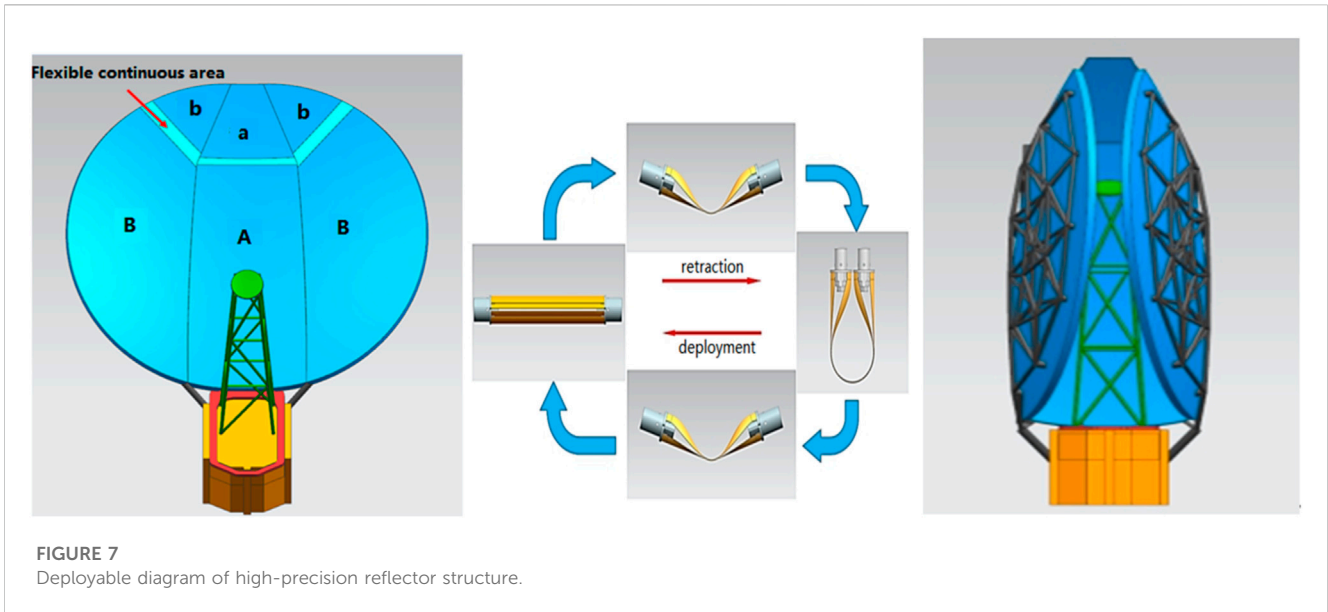 Flexible continuous area
b
b
a
B
A
B
retraction
deployment
FIGURE 7
Deployable diagram of high-precision reflector structure.